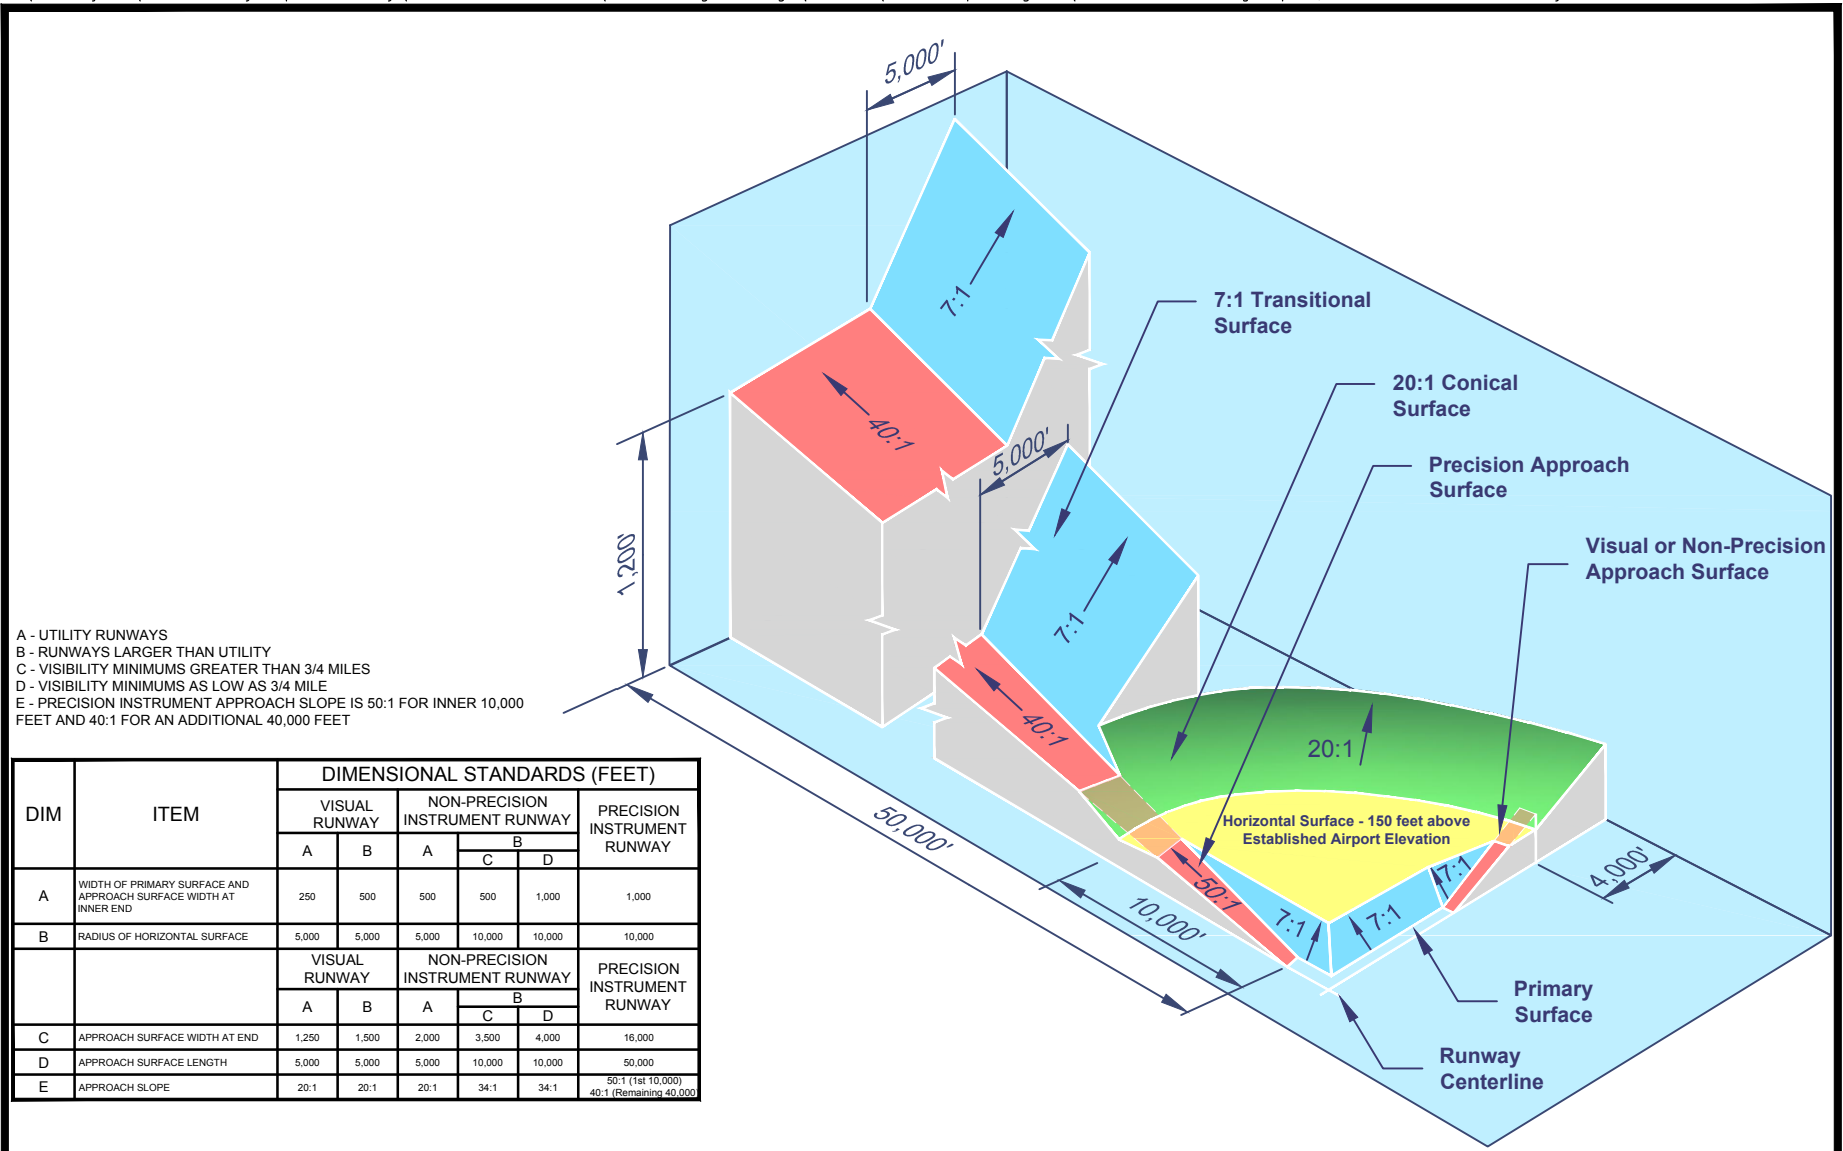 5,000'
7:1
7:1 Transitional
Surface
20:1 Conical
Surface
40:1
5,000'
Precision Approach
Surface
1,200'
Visual or Non-Precision
Approach Surface
7:1
A - UTILITY RUNWAYS
B - RUNWAYS LARGER THAN UTILITY
C - VISIBILITY MINIMUMS GREATER THAN 3/4 MILES
D - VISIBILITY MINIMUMS AS LOW AS 3/4 MILE
E - PRECISION INSTRUMENT APPROACH SLOPE IS 50:1 FOR INNER 10,000
FEET AND 40:1 FOR AN ADDITIONAL 40,000 FEET
40:1
20:1
50,000'
Horizontal Surface - 150 feet above
Established Airport Elevation
50:1
7:1
7:1
7:1
4,000'
10,000'
Primary
Surface
Runway
Centerline
DIM ITEM DIMENSIONAL STANDARDS (FEET)
VISUAL RUNWAY NON-PRECISION INSTRUMENT RUNWAY PRECISION INSTRUMENT RUNWAY
A B A B
C D
A WIDTH OF PRIMARY SURFACE AND APPROACH SURFACE WIDTH AT INNER END 250 500 500 500 1,000 1,000
B RADIUS OF HORIZONTAL SURFACE 5,000 5,000 5,000 10,000 10,000 10,000
VISUAL RUNWAY NON-PRECISION INSTRUMENT RUNWAY PRECISION INSTRUMENT RUNWAY
A B A B
C D
C APPROACH SURFACE WIDTH AT END 1,250 1,500 2,000 3,500 4,000 16,000
D APPROACH SURFACE LENGTH 5,000 5,000 5,000 10,000 10,000 50,000
E APPROACH SLOPE 20:1 20:1 20:1 34:1 34:1 50:1 (1st 10,000) 40:1 (Remaining 40,000)